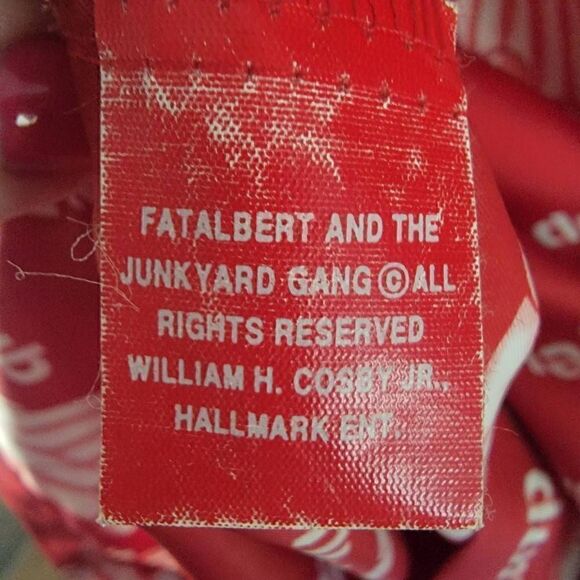 FATALBERT AND THE
JUNKYARD GANG © ALL
RIGHTS RESERVED
WILLIAM H. COSBY JR.,
HALLMARK ENT.